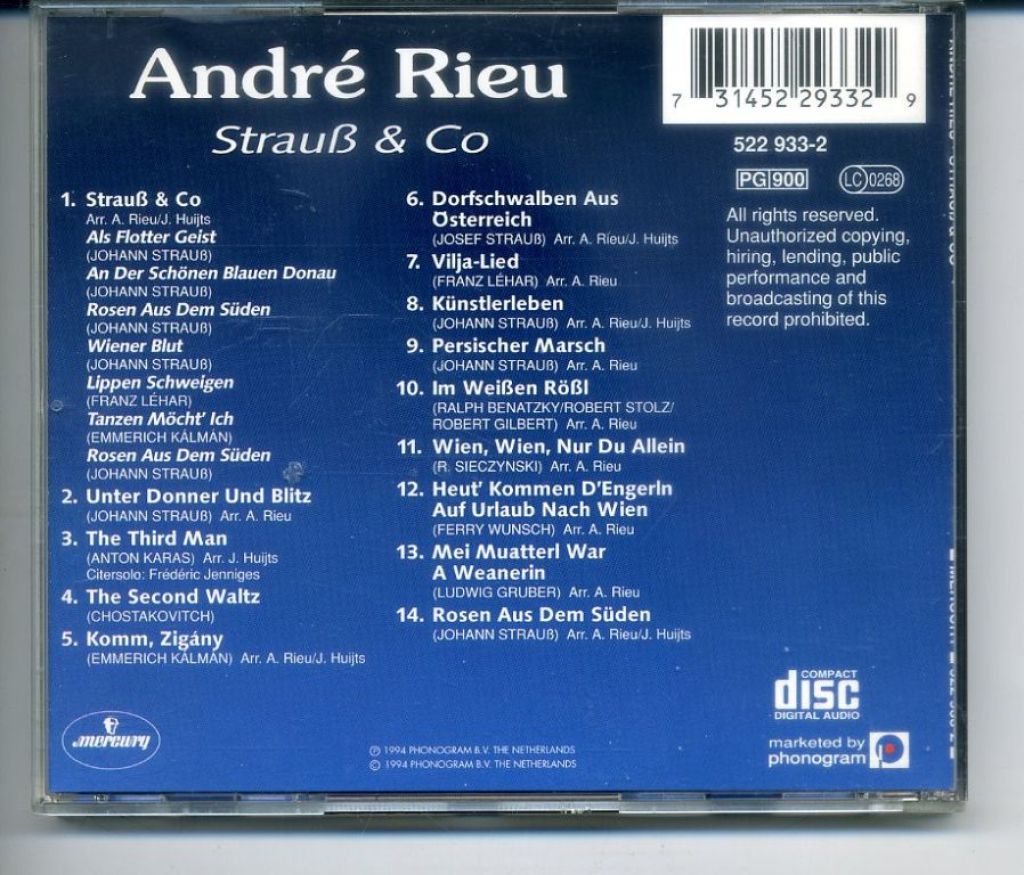 André Rieu
Strauß & Co
7 31452 29332 9
522 933-2
PG 900
LC 0268
All rights reserved.
Unauthorized copying,
hiring, lending, public
performance and
broadcasting of this
record prohibited.
1. Strauß & Co
Arr. A. Rieu/J. Huijts
Als Flotter Geist
(JOHANN STRAUß)
An Der Schönen Blauen Donau
(JOHANN STRAUß)
Rosen Aus Dem Süden
(JOHANN STRAUß)
Wiener Blut
(JOHANN STRAUß)
Lippen Schweigen
(FRANZ LÉHAR)
Tanzen Möcht' Ich
(EMMERICH KÁLMÁN)
Rosen Aus Dem Süden
(JOHANN STRAUß)
2. Unter Donner Und Blitz
(JOHANN STRAUß) Arr. A. Rieu
3. The Third Man
(ANTON KARAS) Arr. J. Huijts
Citersolo: Frédéric Jenniges
4. The Second Waltz
(CHOSTAKOVITCH)
5. Komm, Zigány
(EMMERICH KÁLMÁN) Arr. A. Rieu/J. Huijts
6. Dorfschwalben Aus
Österreich
(JOSEF STRAUß) Arr. A. Rieu/J. Huijts
7. Vilja-Lied
(FRANZ LÉHAR) Arr. A. Rieu
8. Künstlerleben
(JOHANN STRAUß) Arr. A. Rieu/J. Huijts
9. Persischer Marsch
(JOHANN STRAUß) Arr. A. Rieu
10. Im Weißen Rößl
(RALPH BENATZKY/ROBERT STOLZ/
ROBERT GILBERT) Arr. A. Rieu
11. Wien, Wien, Nur Du Allein
(R. SIECZYNSKI) Arr. A. Rieu
12. Heut' Kommen D'Engerln
Auf Urlaub Nach Wien
(FERRY WUNSCH) Arr. A. Rieu
13. Mei Muatterl War
A Weanerin
(LUDWIG GRUBER) Arr. A. Rieu
14. Rosen Aus Dem Süden
(JOHANN STRAUß) Arr. A. Rieu/J. Huijts
mercury
℗ 1994 PHONOGRAM B.V. THE NETHERLANDS
© 1994 PHONOGRAM B.V. THE NETHERLANDS
COMPACT
disc
DIGITAL AUDIO
marketed by
phonogram